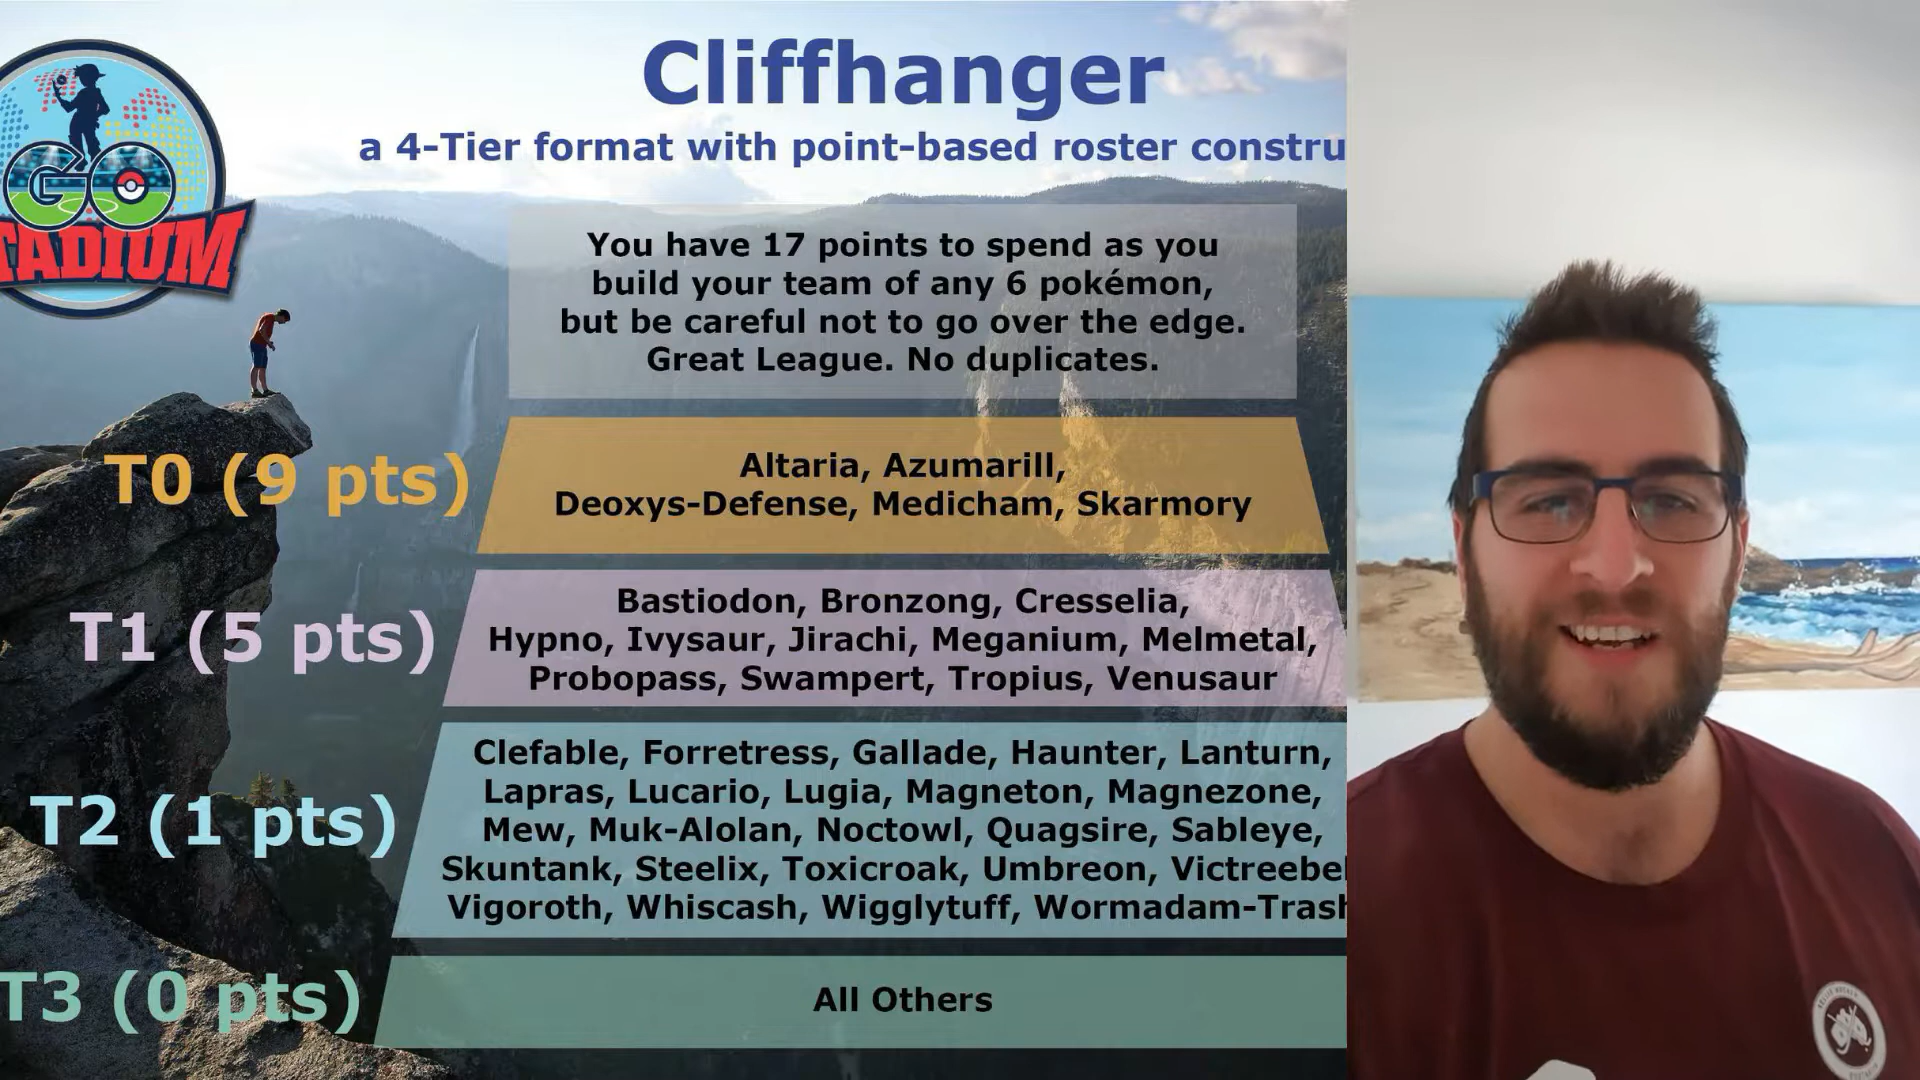 Cliffhanger
a 4-Tier format with point-based roster constru
GO
TADIUM
You have 17 points to spend as you
build your team of any 6 pokémon,
but be careful not to go over the edge.
Great League. No duplicates.
T0 (9 pts)
Altaria, Azumarill,
Deoxys-Defense, Medicham, Skarmory
T1 (5 pts)
Bastiodon, Bronzong, Cresselia,
Hypno, Ivysaur, Jirachi, Meganium, Melmetal,
Probopass, Swampert, Tropius, Venusaur
T2 (1 pts)
Clefable, Forretress, Gallade, Haunter, Lanturn,
Lapras, Lucario, Lugia, Magneton, Magnezone,
Mew, Muk-Alolan, Noctowl, Quagsire, Sableye,
Skuntank, Steelix, Toxicroak, Umbreon, Victreebel
Vigoroth, Whiscash, Wigglytuff, Wormadam-Trash
T3 (0 pts)
All Others